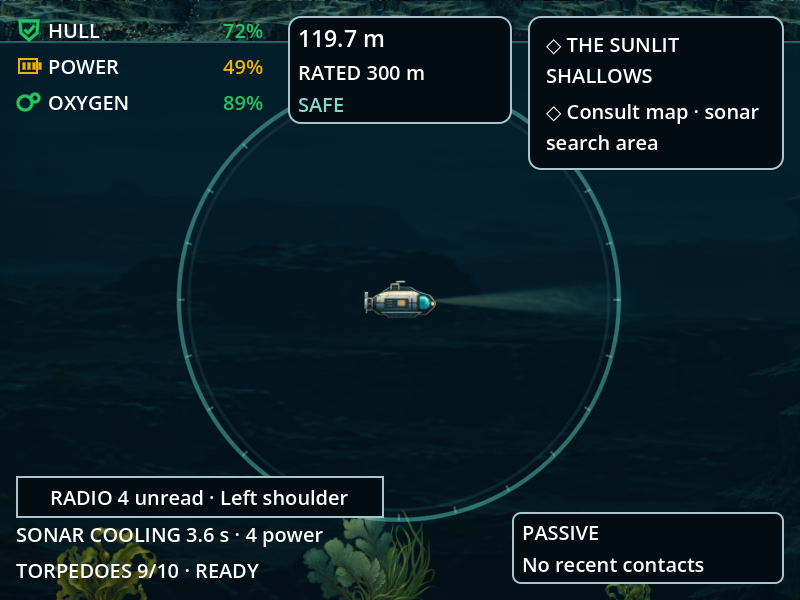 HULL 72%
POWER 49%
OXYGEN 89%
119.7 m
RATED 300 m
SAFE
◇ THE SUNLIT
SHALLOWS
◇ Consult map · sonar
search area
RADIO 4 unread · Left shoulder
SONAR COOLING 3.6 s · 4 power
TORPEDOES 9/10 · READY
PASSIVE
No recent contacts